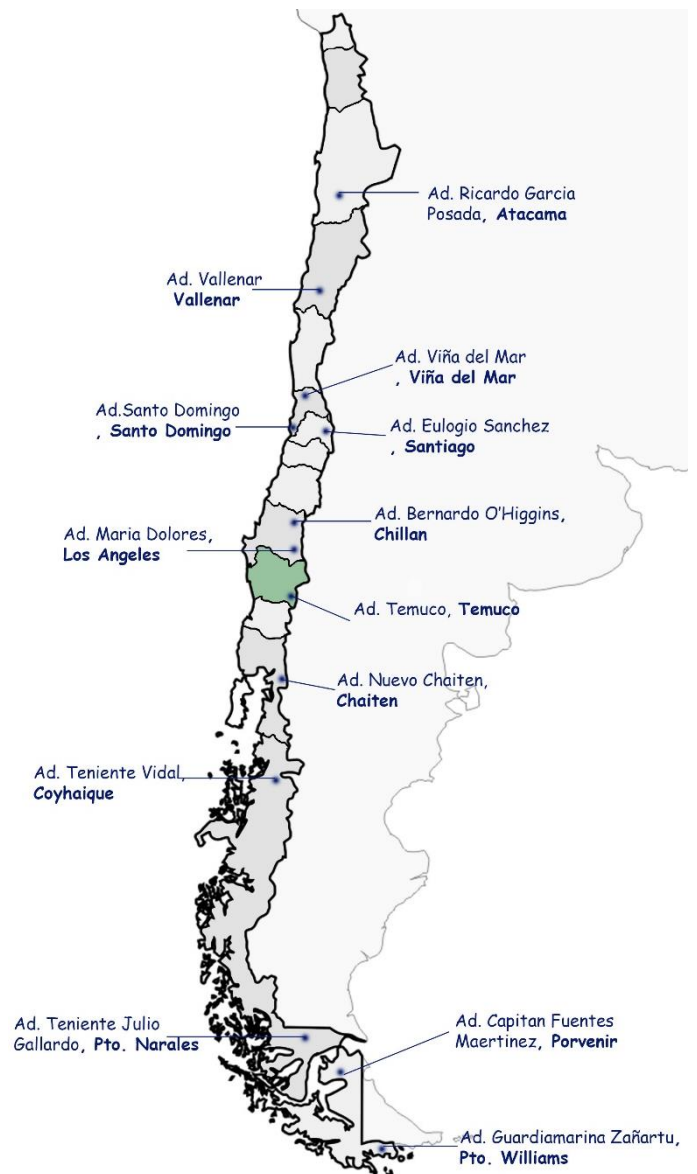 Ad. Ricardo Garcia
Posada, Atacama
Ad. Vallenar
Vallenar
Ad. Viña del Mar
, Viña del Mar
Ad.Santo Domingo
, Santo Domingo
Ad. Eulogio Sanchez
, Santiago
Ad. Bernardo O'Higgins,
Chillan
Ad. Maria Dolores,
Los Angeles
Ad. Temuco, Temuco
Ad. Nuevo Chaiten,
Chaiten
Ad. Teniente Vidal,
Coyhaique
Ad. Teniente Julio
Gallardo, Pto. Narales
Ad. Capitan Fuentes
Maertinez, Porvenir
Ad. Guardiamarina Zañartu,
Pto. Williams